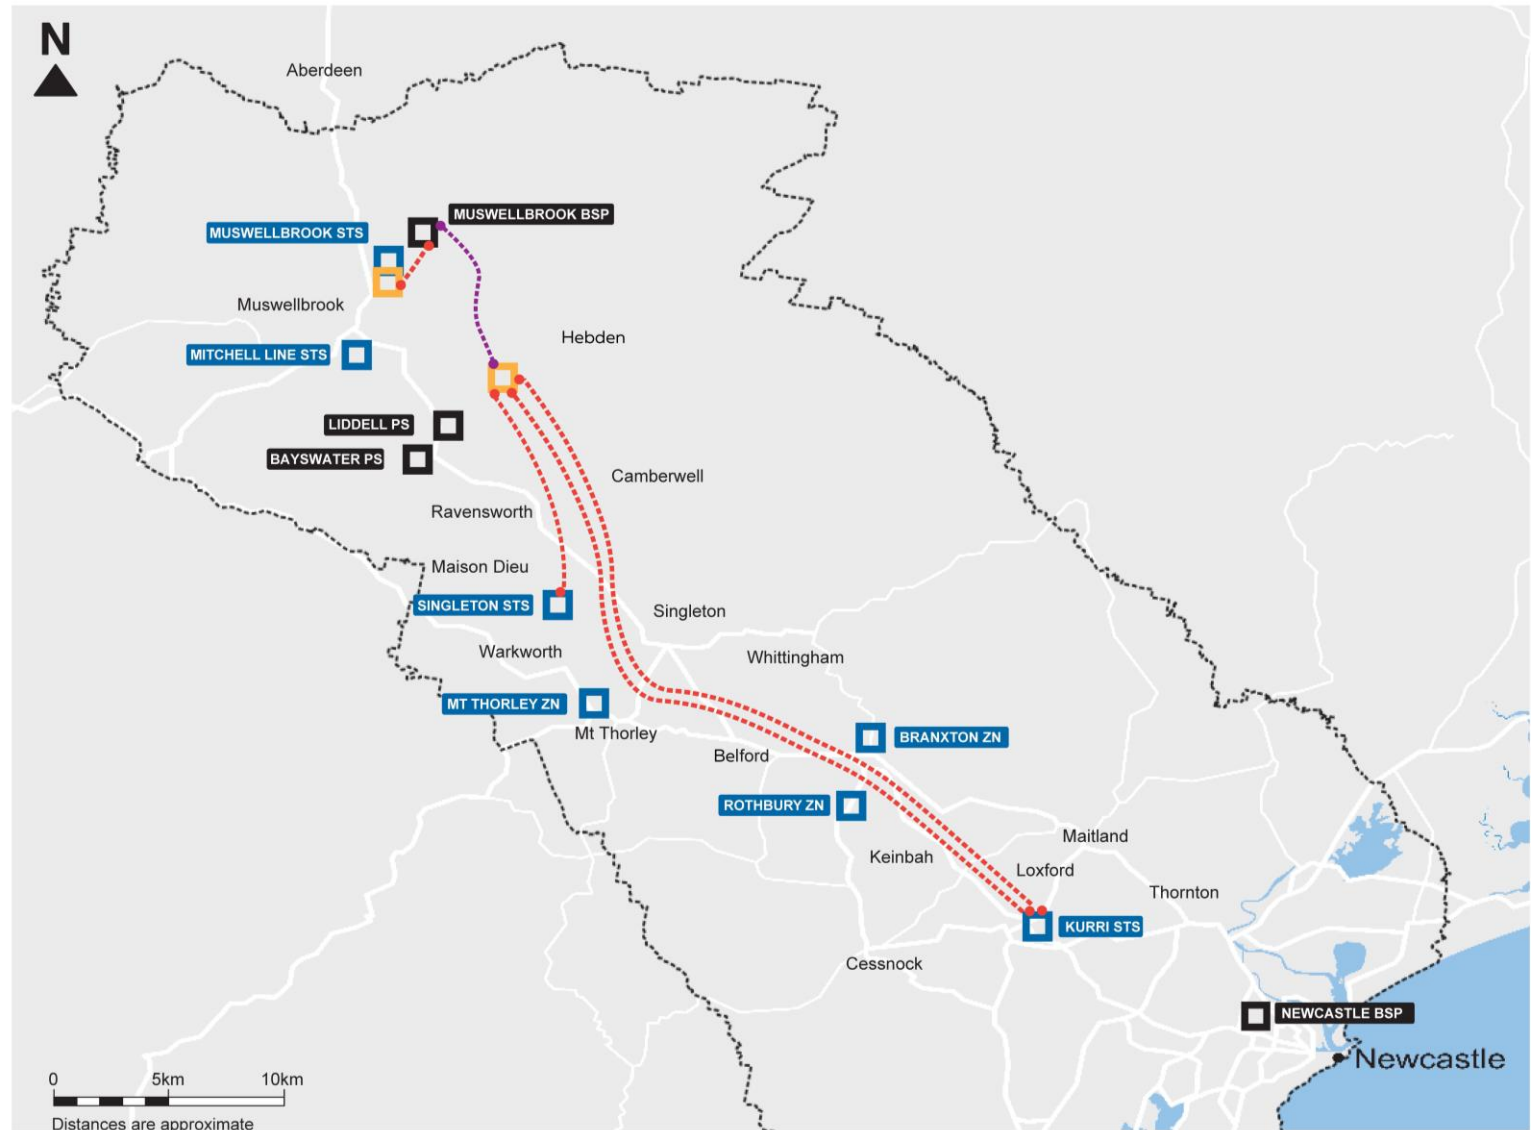 N
Aberdeen
MUSWELLBROOK BSP
MUSWELLBROOK STS
Muswellbrook
Hebden
MITCHELL LINE STS
LIDDELL PS
BAYSWATER PS
Camberwell
Ravensworth
Maison Dieu
SINGLETON STS
Singleton
Warkworth
Whittingham
MT THORLEY ZN
Mt Thorley
BRANXTON ZN
Belford
ROTHBURY ZN
Maitland
Keinbah
Loxford
Thornton
KURRI STS
Cessnock
NEWCASTLE BSP
Newcastle
0 5km 10km
Distances are approximate